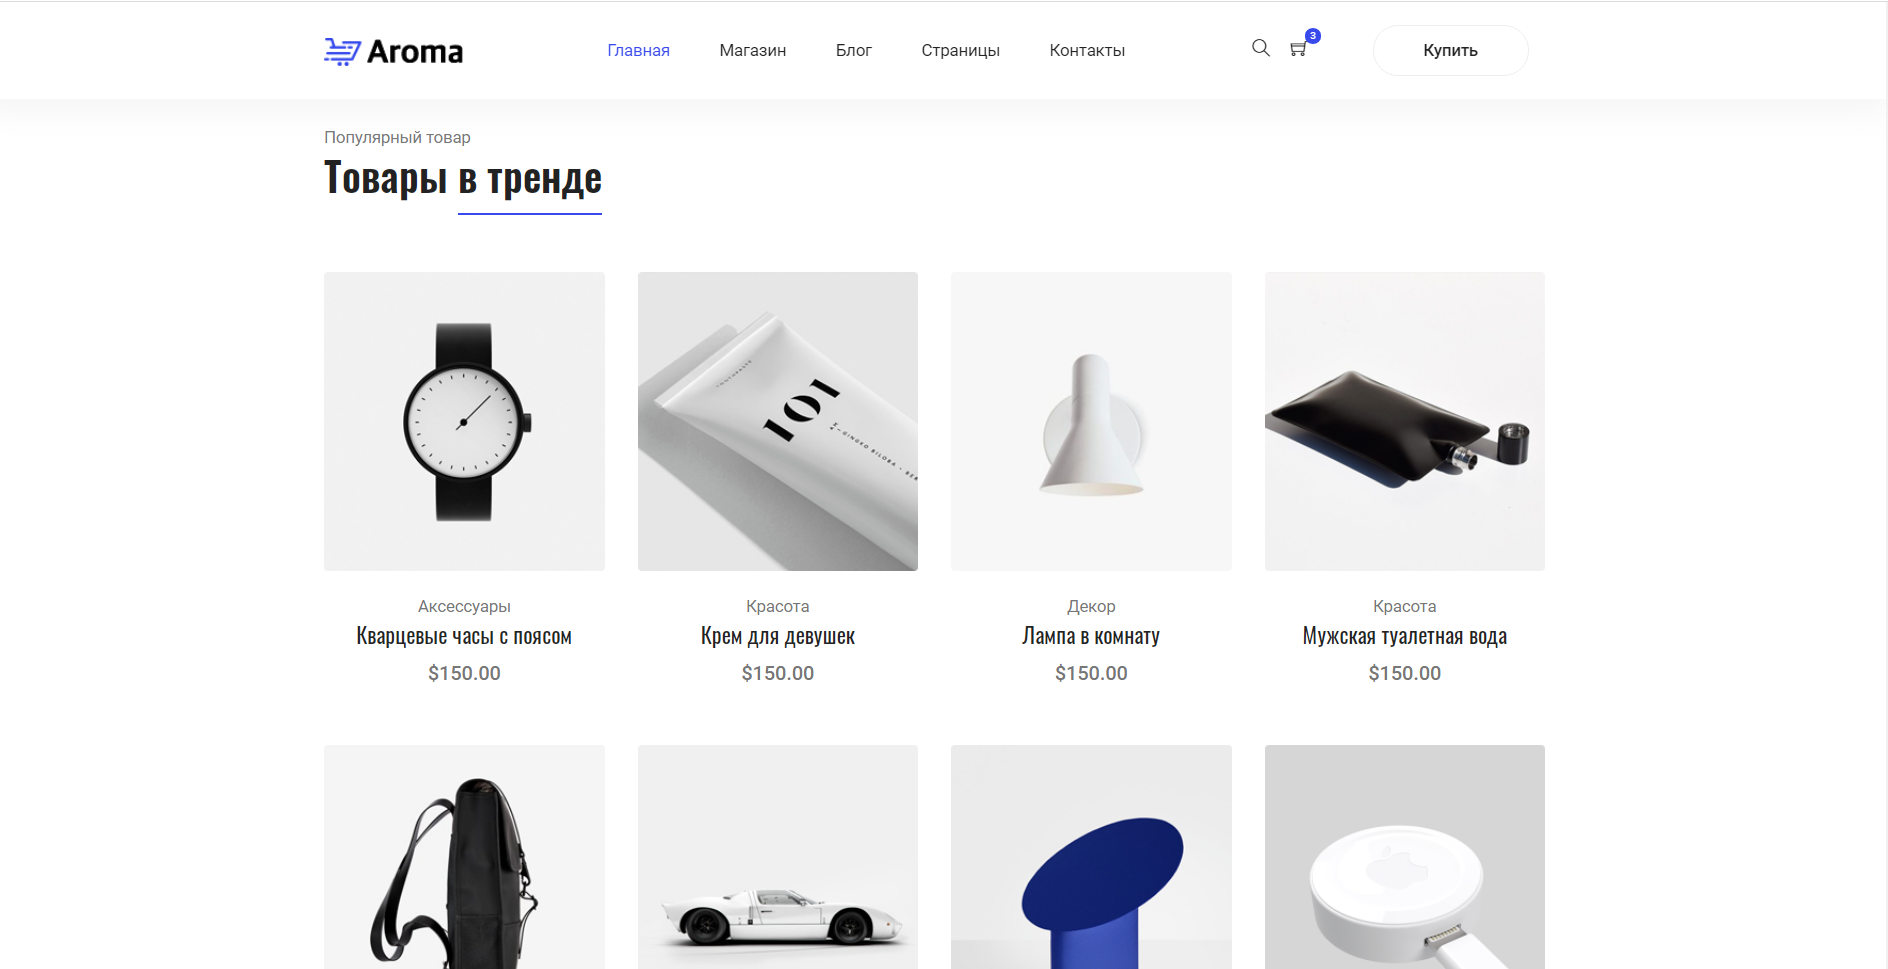 Aroma
Главная
Магазин
Блог
Страницы
Контакты
3
Купить
Популярный товар
Товары в тренде
101
Аксессуары
Кварцевые часы с поясом
$150.00
Красота
Крем для девушек
$150.00
Декор
Лампа в комнату
$150.00
Красота
Мужская туалетная вода
$150.00